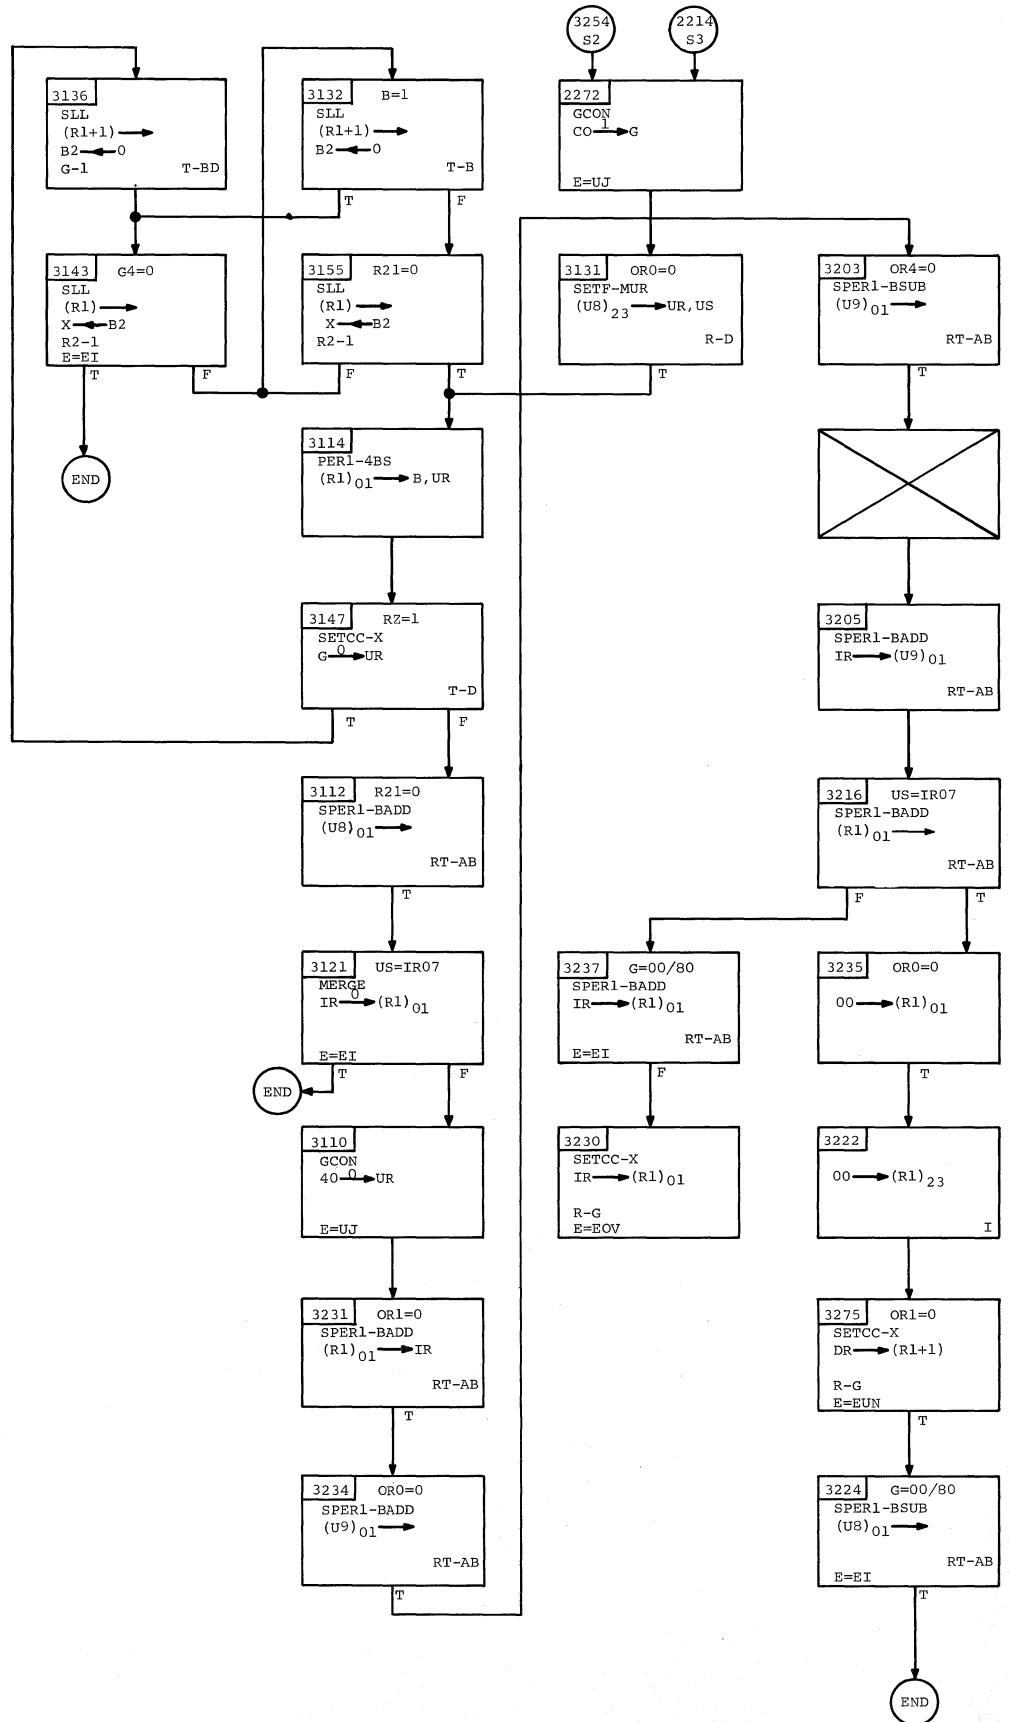 3254
S2
2214
S3
3136
SLL
(R1+1)
B2 0
G-1
T-BD
3132 B=1
SLL
(R1+1)
B2 0
T-B
T F
2272
GCON
CO 1 G
E=UJ
3143 G4=0
SLL
(R1)
X B2
R2-1
E=EI
T F
END
3155 R21=0
SLL
(R1)
X B2
R2-1
F T
3131 OR0=0
SETF-MUR
(U8)23 UR,US
R-D
T
3203 OR4=0
SPER1-BSUB
(U9)01
RT-AB
T
3114
PER1-4BS
(R1)01 B,UR
3147 RZ=1
SETCC-X
G 0 UR
T-D
T F
3205
SPER1-BADD
IR (U9)01
RT-AB
3112 R21=0
SPER1-BADD
(U8)01
RT-AB
T
3216 US=IR07
SPER1-BADD
(R1)01
RT-AB
F T
3121 US=IR07
MERGE
IR 0 (R1)01
E=EI
T F
END
3237 G=00/80
SPER1-BADD
IR (R1)01
RT-AB
E=EI
F
3235 OR0=0
00 (R1)01
T
3110
GCON
40 0 UR
E=UJ
3230
SETCC-X
IR (R1)01
R-G
E=EOV
3222
00 (R1)23
I
3231 OR1=0
SPER1-BADD
(R1)01 IR
RT-AB
T
3275 OR1=0
SETCC-X
DR (R1+1)
R-G
E=EUN
T
3234 OR0=0
SPER1-BADD
(U9)01
RT-AB
T
3224 G=00/80
SPER1-BSUB
(U8)01
RT-AB
E=EI
T
END